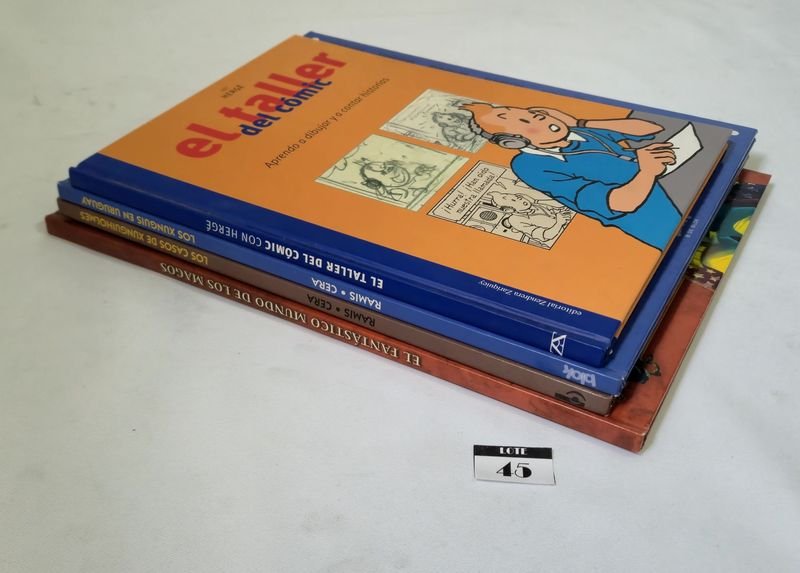 HERGÉ
el taller
del cómic
Aprendo a dibujar y a contar historias
¡Hurra! ¡Han oído
nuestra llamada!
editorial Zendrera Zariquiey
EL TALLER DEL CÓMIC CON HERGÉ
LOS XUNGUIS EN URUGUAY
RAMIS • CERA
blok
LOS CASOS DE XUNGUIHOLMES
RAMIS • CERA
EL FANTÁSTICO MUNDO DE LOS MAGOS
LOTE
45